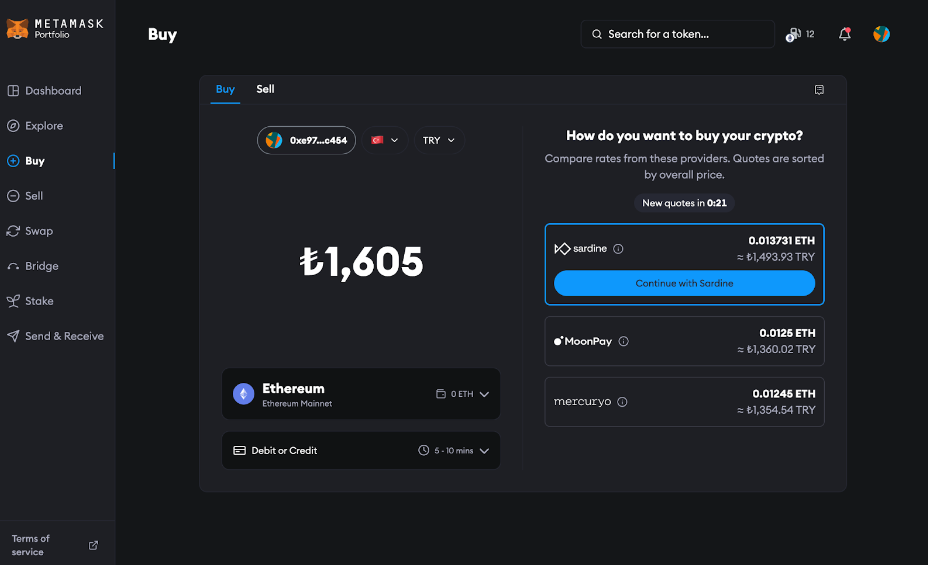 METAMASK
Portfolio
Buy
Search for a token...
12
Dashboard
Explore
Buy
Sell
Swap
Bridge
Stake
Send & Receive
Terms of
service
Buy
Sell
0xe97...c454
TRY
₺1,605
Ethereum
Ethereum Mainnet
0 ETH
Debit or Credit
5 - 10 mins
How do you want to buy your crypto?
Compare rates from these providers. Quotes are sorted
by overall price.
New quotes in 0:21
sardine
0.013731 ETH
≈ ₺1,493.93 TRY
Continue with Sardine
MoonPay
0.0125 ETH
≈ ₺1,360.02 TRY
mercuryo
0.01245 ETH
≈ ₺1,354.54 TRY